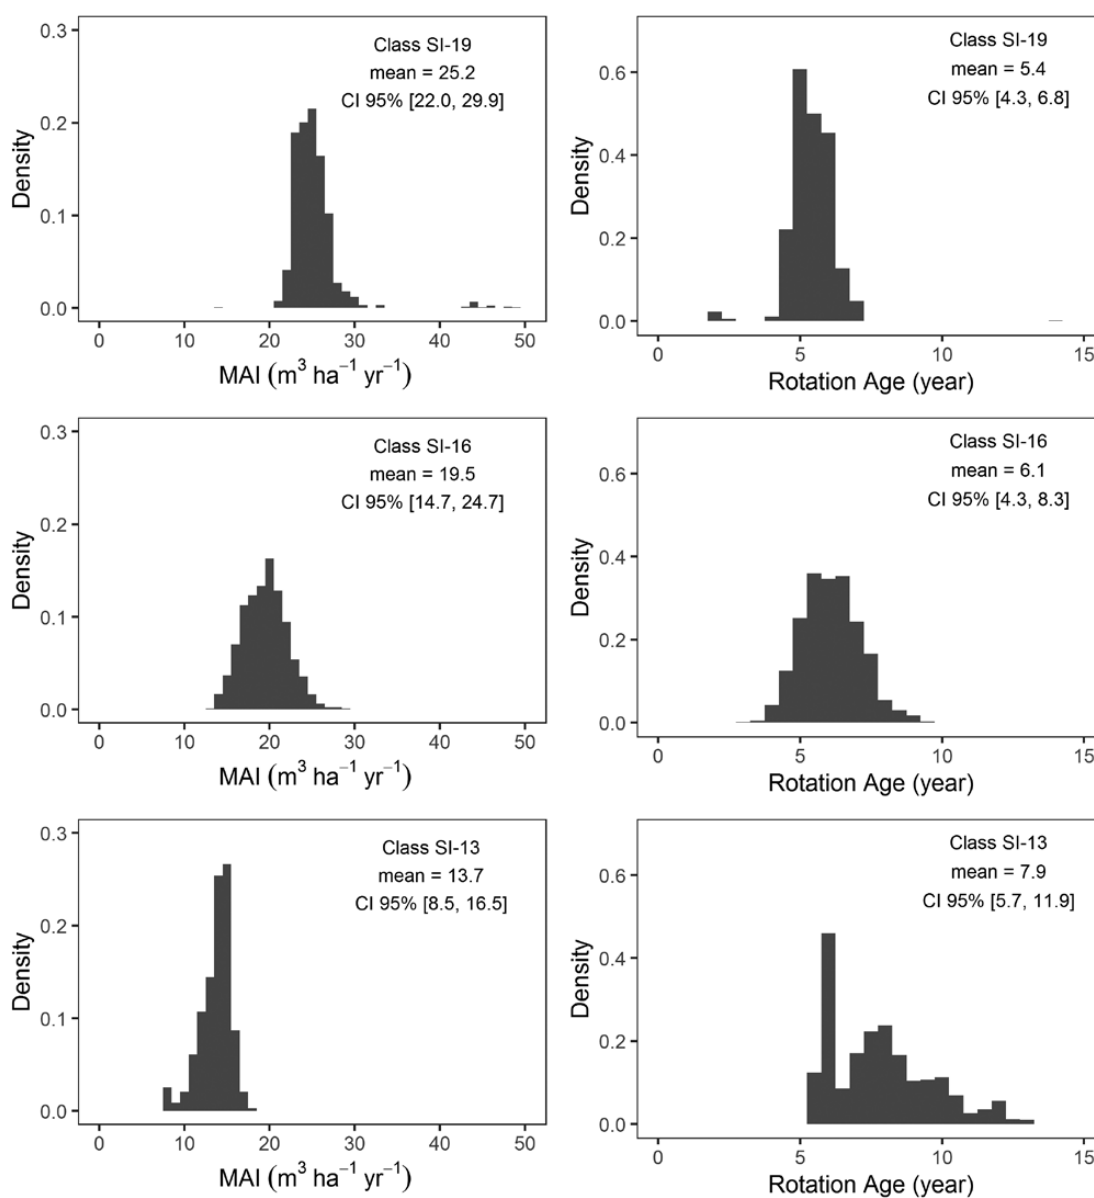 0.3
0.2
0.1
0.0
Density
Class SI-19
mean = 25.2
CI 95% [22.0, 29.9]
0 10 20 30 40 50
MAI (m³ ha⁻¹ yr⁻¹)
0.6
0.4
0.2
0.0
Density
Class SI-19
mean = 5.4
CI 95% [4.3, 6.8]
0 5 10 15
Rotation Age (year)
0.3
0.2
0.1
0.0
Density
Class SI-16
mean = 19.5
CI 95% [14.7, 24.7]
0 10 20 30 40 50
MAI (m³ ha⁻¹ yr⁻¹)
0.6
0.4
0.2
0.0
Density
Class SI-16
mean = 6.1
CI 95% [4.3, 8.3]
0 5 10 15
Rotation Age (year)
0.3
0.2
0.1
0.0
Density
Class SI-13
mean = 13.7
CI 95% [8.5, 16.5]
0 10 20 30 40 50
MAI (m³ ha⁻¹ yr⁻¹)
0.6
0.4
0.2
0.0
Density
Class SI-13
mean = 7.9
CI 95% [5.7, 11.9]
0 5 10 15
Rotation Age (year)